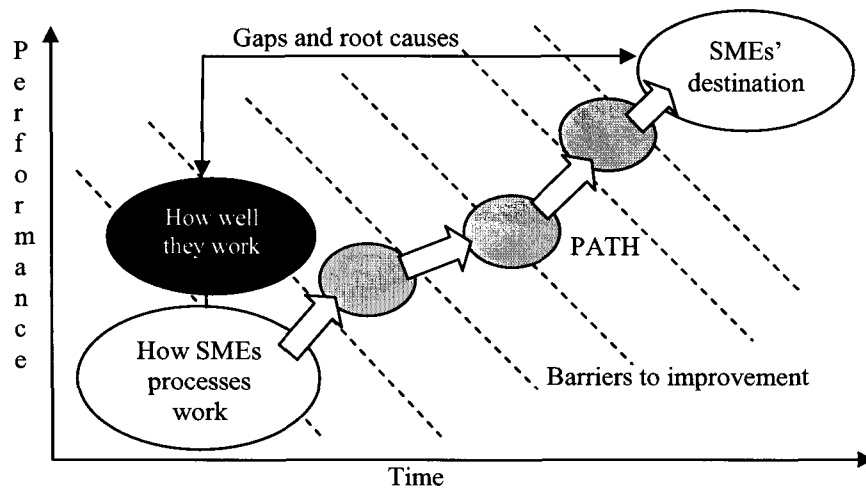 Performance
Gaps and root causes
SMEs’
destination
How well
they work
PATH
How SMEs
processes
work
Barriers to improvement
Time